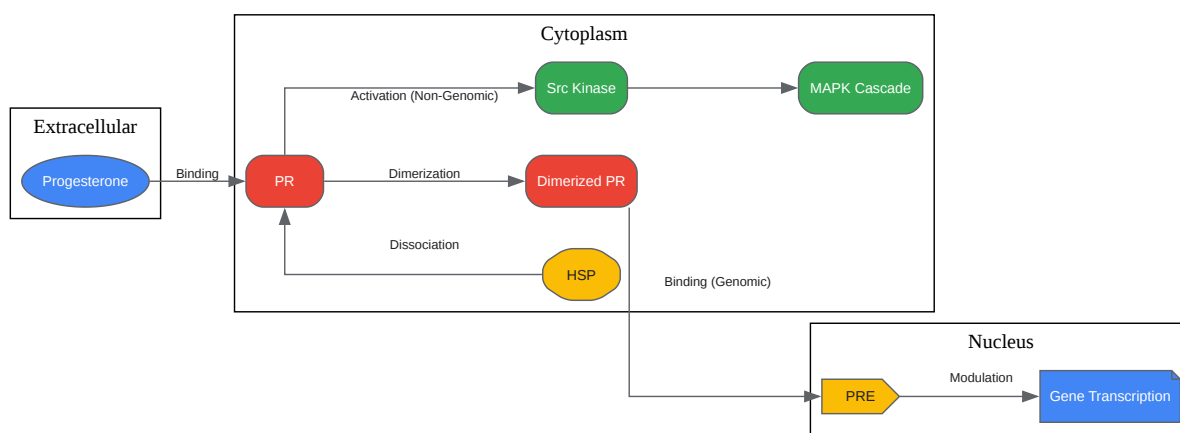 Cytoplasm
Src Kinase
MAPK Cascade
Activation (Non-Genomic)
Extracellular
Progesterone
Binding
PR
Dimerization
Dimerized PR
Dissociation
HSP
Binding (Genomic)
Nucleus
PRE
Modulation
Gene Transcription